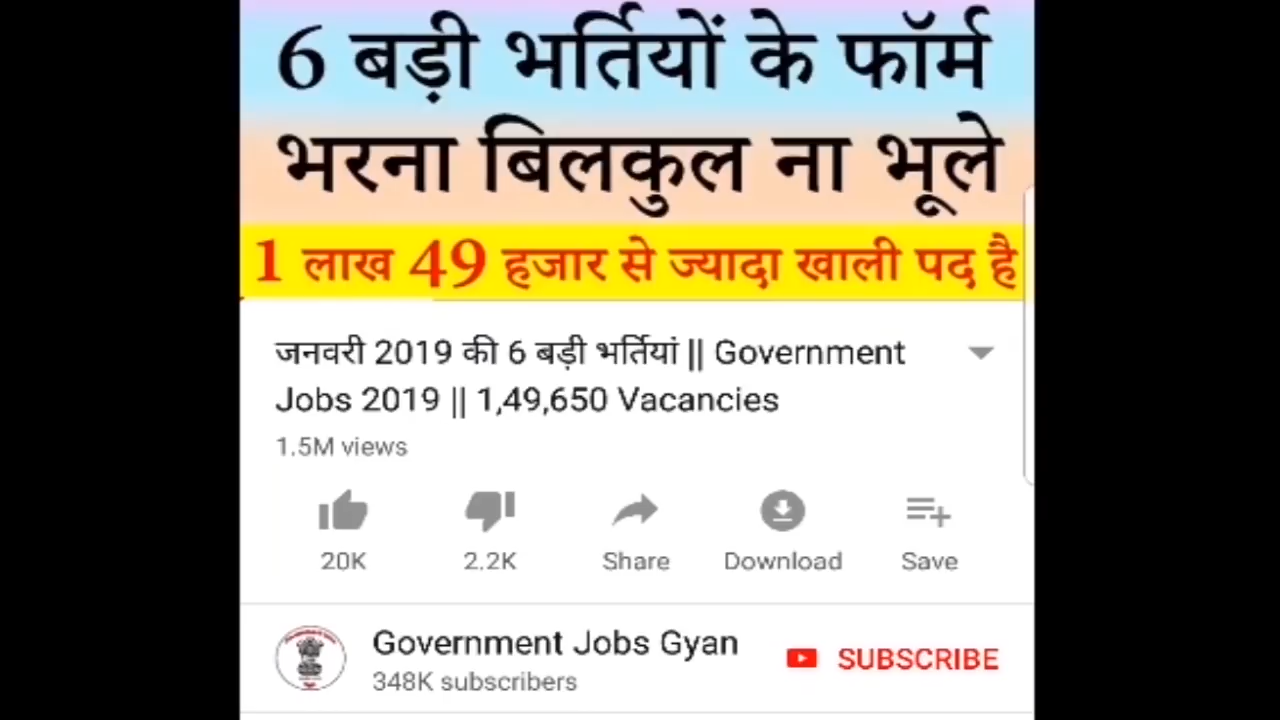 6 बड़ी भर्तियों के फॉर्म
भरना बिलकुल ना भूले
1 लाख 49 हजार से ज्यादा खाली पद है
जनवरी 2019 की 6 बड़ी भर्तियां || Government
Jobs 2019 || 1,49,650 Vacancies
1.5M views
20K 2.2K Share Download Save
Government Jobs Gyan
348K subscribers
SUBSCRIBE